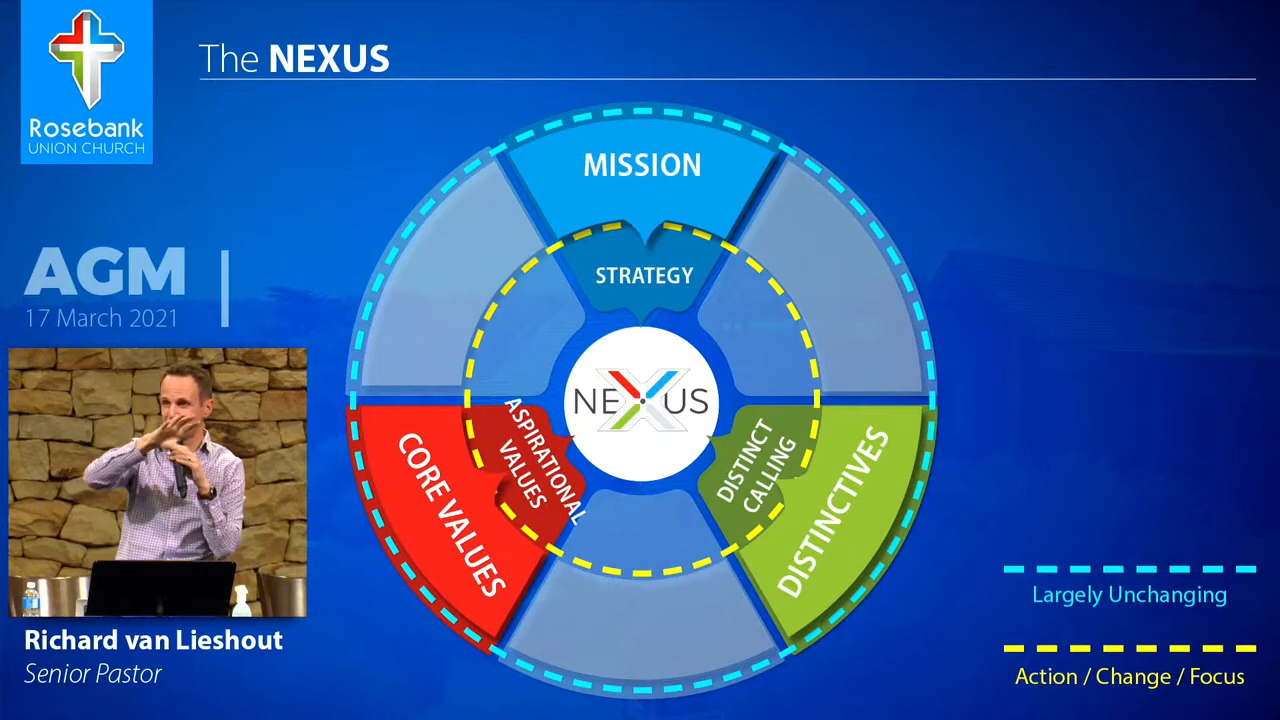 Rosebank
UNION CHURCH
The NEXUS
AGM
17 March 2021
MISSION
STRATEGY
NEXUS
ASPIRATIONAL
VALUES
CORE VALUES
DISTINCT
CALLING
DISTINCTIVES
Richard van Lieshout
Senior Pastor
Largely Unchanging
Action / Change / Focus